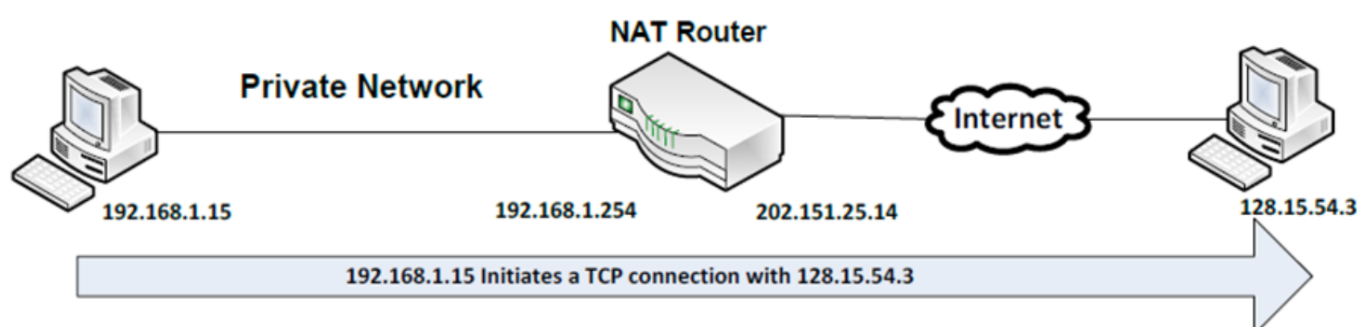 NAT Router
Private Network
Internet
192.168.1.15
192.168.1.254
202.151.25.14
128.15.54.3
192.168.1.15 Initiates a TCP connection with 128.15.54.3